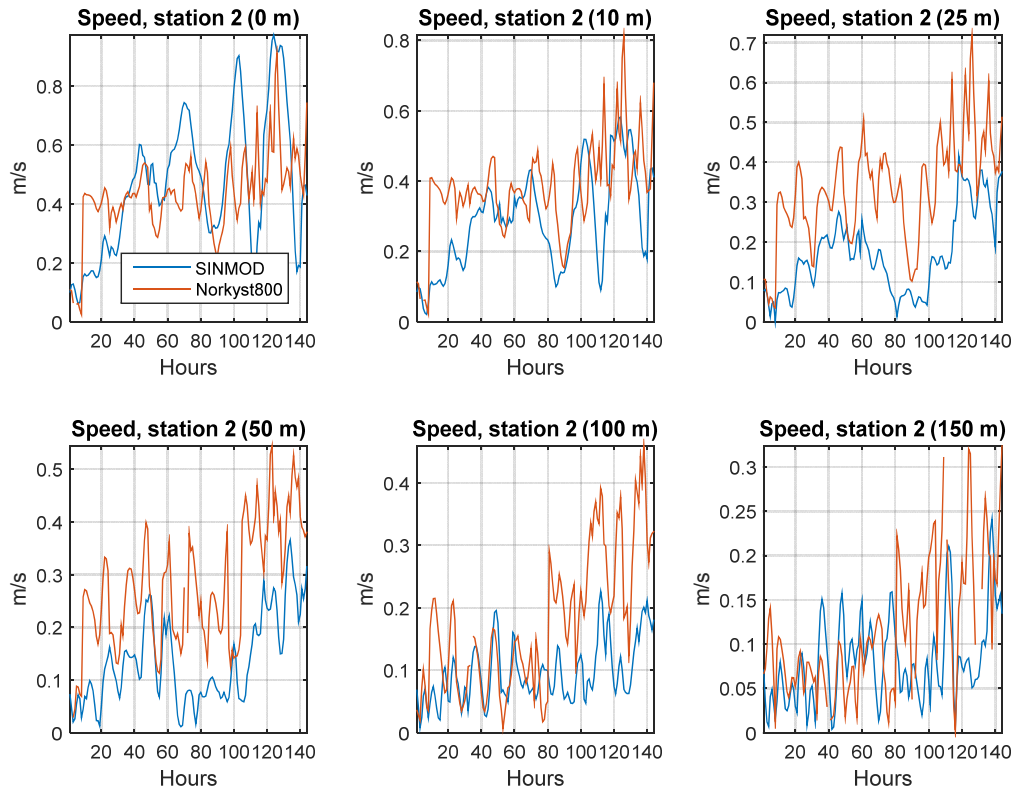 Speed, station 2 (0 m)
0.8
0.6
0.4
0.2
0
m/s
SINMOD
Norkyst800
20 40 60 80 100 120 140
Hours
Speed, station 2 (10 m)
0.8
0.6
0.4
0.2
0
m/s
20 40 60 80 100 120 140
Hours
Speed, station 2 (25 m)
0.7
0.6
0.5
0.4
0.3
0.2
0.1
0
m/s
20 40 60 80 100 120 140
Hours
Speed, station 2 (50 m)
0.5
0.4
0.3
0.2
0.1
0
m/s
20 40 60 80 100 120 140
Hours
Speed, station 2 (100 m)
0.4
0.3
0.2
0.1
0
m/s
20 40 60 80 100 120 140
Hours
Speed, station 2 (150 m)
0.3
0.25
0.2
0.15
0.1
0.05
0
m/s
20 40 60 80 100 120 140
Hours